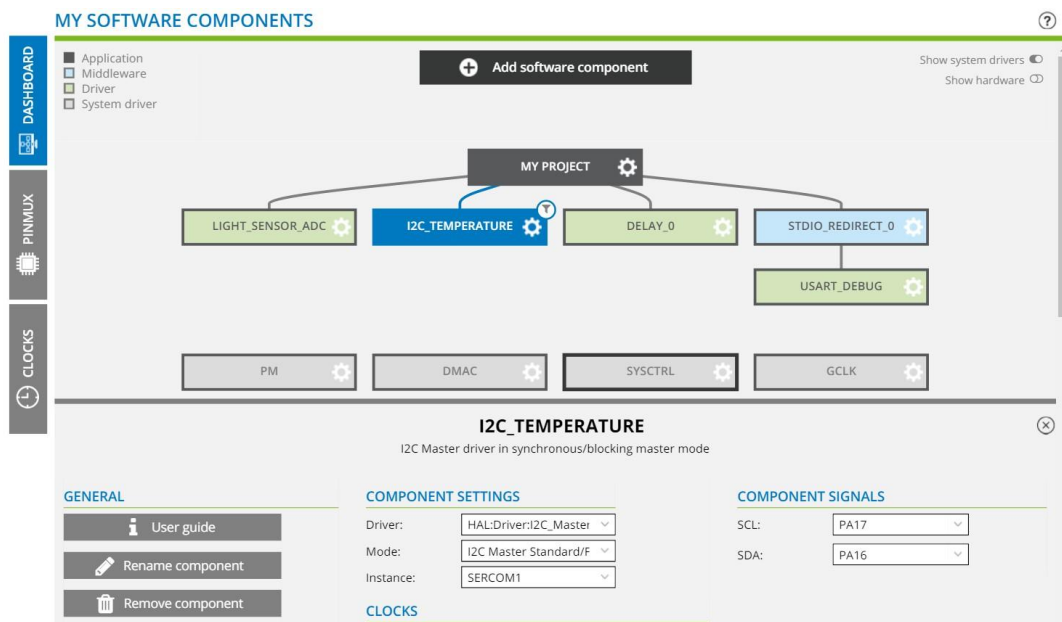 MY SOFTWARE COMPONENTS
?
DASHBOARD
PINMUX
CLOCKS
Application
Middleware
Driver
System driver
Add software component
Show system drivers
Show hardware
MY PROJECT
LIGHT_SENSOR_ADC
I2C_TEMPERATURE
DELAY_0
STDIO_REDIRECT_0
USART_DEBUG
PM
DMAC
SYSCTRL
GCLK
I2C_TEMPERATURE
I2C Master driver in synchronous/blocking master mode
GENERAL
User guide
Rename component
Remove component
COMPONENT SETTINGS
Driver: HAL:Driver:I2C_Master
Mode: I2C Master Standard/F
Instance: SERCOM1
CLOCKS
COMPONENT SIGNALS
SCL: PA17
SDA: PA16